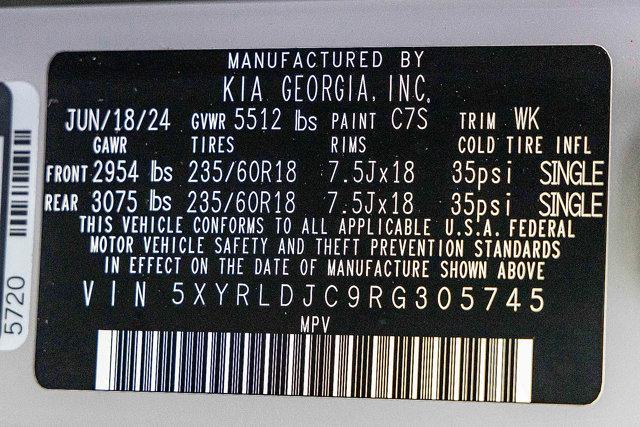 MANUFACTURED BY
KIA GEORGIA, INC.
JUN/18/24 GVWR 5512 lbs PAINT C7S TRIM WK
GAWR TIRES RIMS COLD TIRE INFL
FRONT 2954 lbs 235/60R18 7.5Jx18 35psi SINGLE
REAR 3075 lbs 235/60R18 7.5Jx18 35psi SINGLE
THIS VEHICLE CONFORMS TO ALL APPLICABLE U.S.A. FEDERAL
MOTOR VEHICLE SAFETY AND THEFT PREVENTION STANDARDS
IN EFFECT ON THE DATE OF MANUFACTURE SHOWN ABOVE
VIN 5XYRLDJC9RG305745
MPV
5720